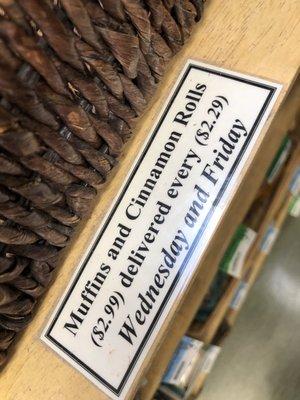 Muffins and Cinnamon Rolls
($2.99) delivered every ($2.29)
Wednesday and Friday